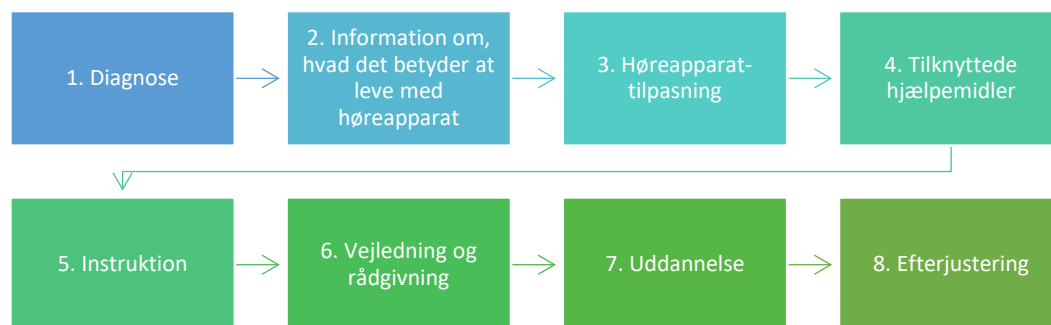 1. Diagnose
2. Information om,
hvad det betyder at
leve med
høreapparat
3. Høreapparat-
tilpasning
4. Tilknyttede
hjælpemidler
5. Instruktion
6. Vejledning og
rådgivning
7. Uddannelse
8. Efterjustering